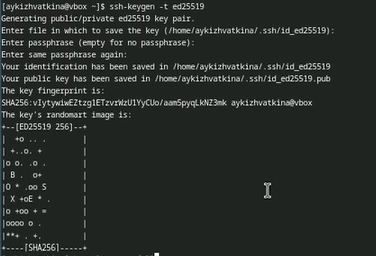 [aykizhvatkina@vbox ~]$ ssh-keygen -t ed25519
Generating public/private ed25519 key pair.
Enter file in which to save the key (/home/aykizhvatkina/.ssh/id_ed25519):
Enter passphrase (empty for no passphrase):
Enter same passphrase again:
Your identification has been saved in /home/aykizhvatkina/.ssh/id_ed25519
Your public key has been saved in /home/aykizhvatkina/.ssh/id_ed25519.pub
The key fingerprint is:
SHA256:vIytywiwEZtzg1ETzvrWzU1YyCUo/aam5pyqLkNZ3mk aykizhvatkina@vbox
The key's randomart image is:
+--[ED25519 256]--+
|  +o .. .        |
| +..o. +         |
|o o. .o .        |
| B .  o+         |
|O * .oo S        |
| X +oE * .       |
|o +oo + =        |
|oooo o .         |
|**+ . +.         |
+----[SHA256]-----+